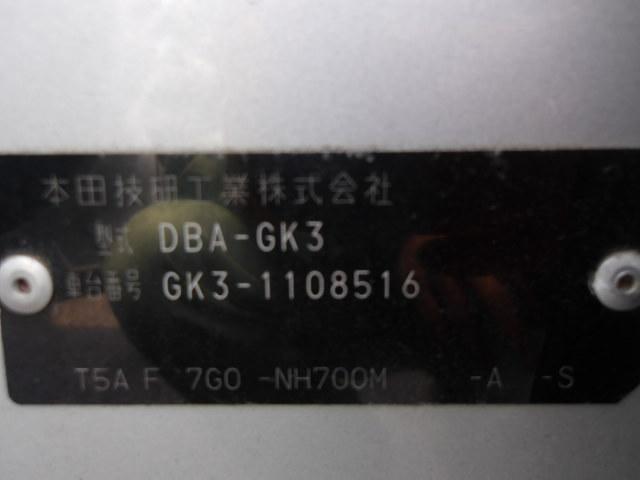 本田技研工業株式会社
型式 DBA-GK3
車台番号 GK3-1108516
T5A F 7G0 -NH700M -A -S